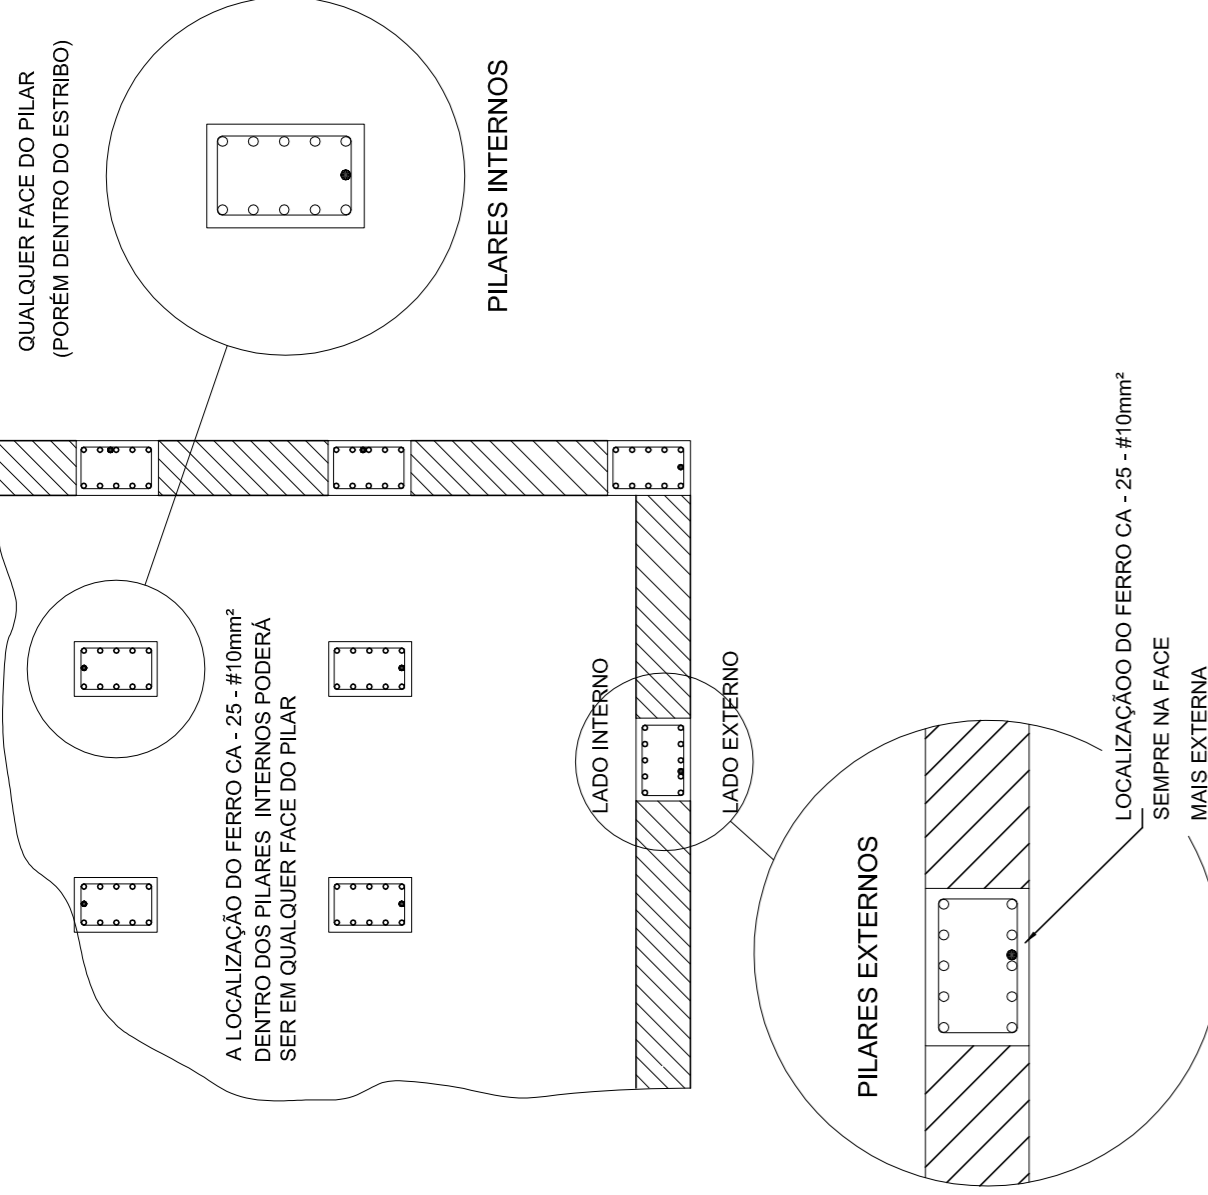 QUALQUER FACE DO PILAR
(PORÉM DENTRO DO ESTRIBO)
PILARES INTERNOS
A LOCALIZAÇÃO DO FERRO CA - 25 - #10mm²
DENTRO DOS PILARES INTERNOS PODERÁ
SER EM QUALQUER FACE DO PILAR
LADO INTERNO
LADO EXTERNO
PILARES EXTERNOS
LOCALIZAÇÃOO DO FERRO CA - 25 - #10mm²
SEMPRE NA FACE
MAIS EXTERNA